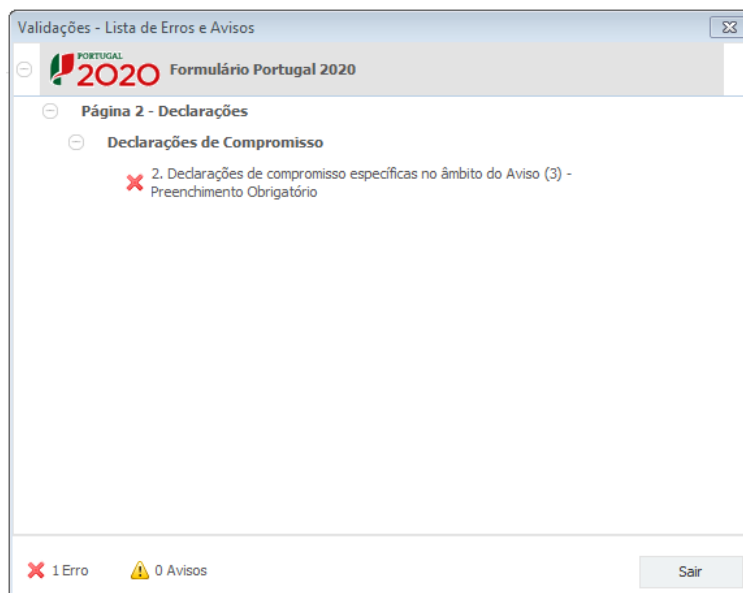 Validações - Lista de Erros e Avisos
PORTUGAL
2020
Formulário Portugal 2020
Página 2 - Declarações
Declarações de Compromisso
2. Declarações de compromisso específicas no âmbito do Aviso (3) -
Preenchimento Obrigatório
1 Erro
0 Avisos
Sair